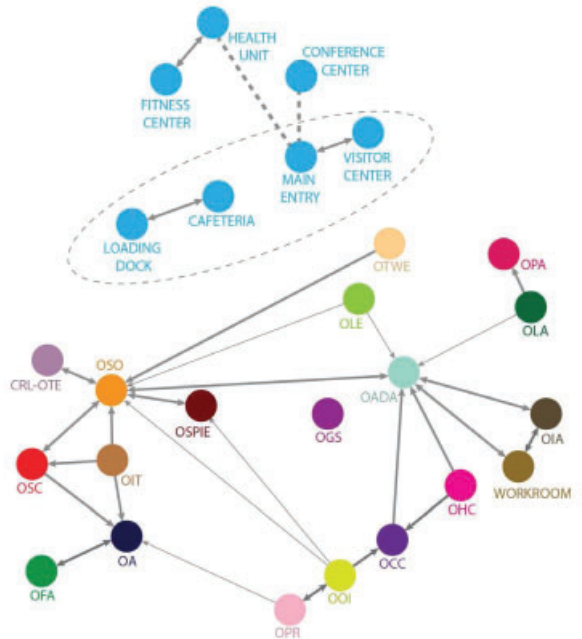 HEALTH
UNIT
CONFERENCE
CENTER
FITNESS
CENTER
VISITOR
CENTER
MAIN
ENTRY
CAFETERIA
LOADING
DOCK
OTWE
OPA
OLE
OLA
OSO
CRL-OTE
OADA
OSPIE
OGS
OIA
OSC
OIT
WORKROOM
OHC
OA
OCC
OFA
OOI
OPR